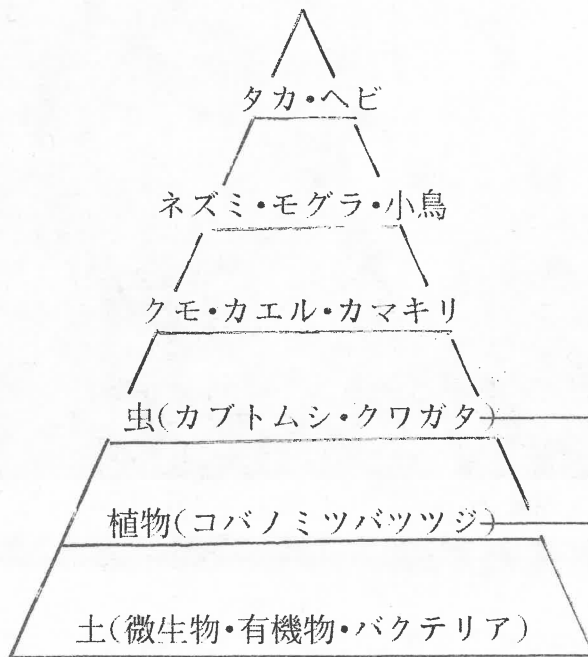 タカ・ヘビ
ネズミ・モグラ・小鳥
クモ・カエル・カマキリ
虫(カブトムシ・クワガタ)
植物(コバノミツバツツジ)
土(微生物・有機物・バクテリア)